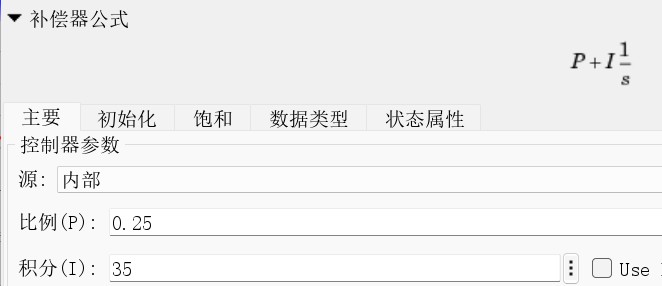 补偿器公式
P+I 1/s
主要 初始化 饱和 数据类型 状态属性
控制器参数
源: 内部
比例(P): 0.25
积分(I): 35 Use